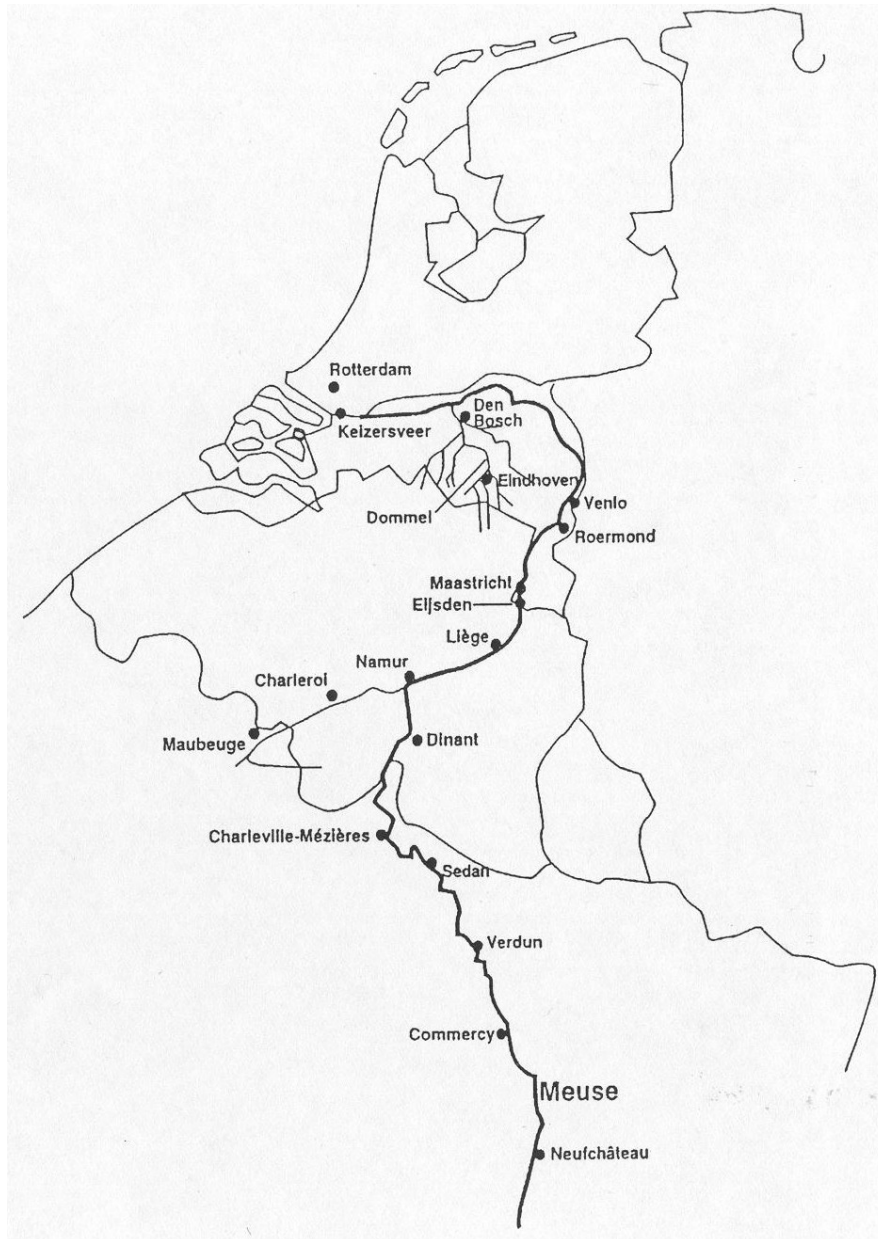 Rotterdam
Den
Bosch
Keizersveer
Eindhoven
Venlo
Dommel
Roermond
Maastricht
Eijsden
Liège
Namur
Charleroi
Maubeuge
Dinant
Charleville-Mézières
Sedan
Verdun
Commercy
Meuse
Neufchâteau